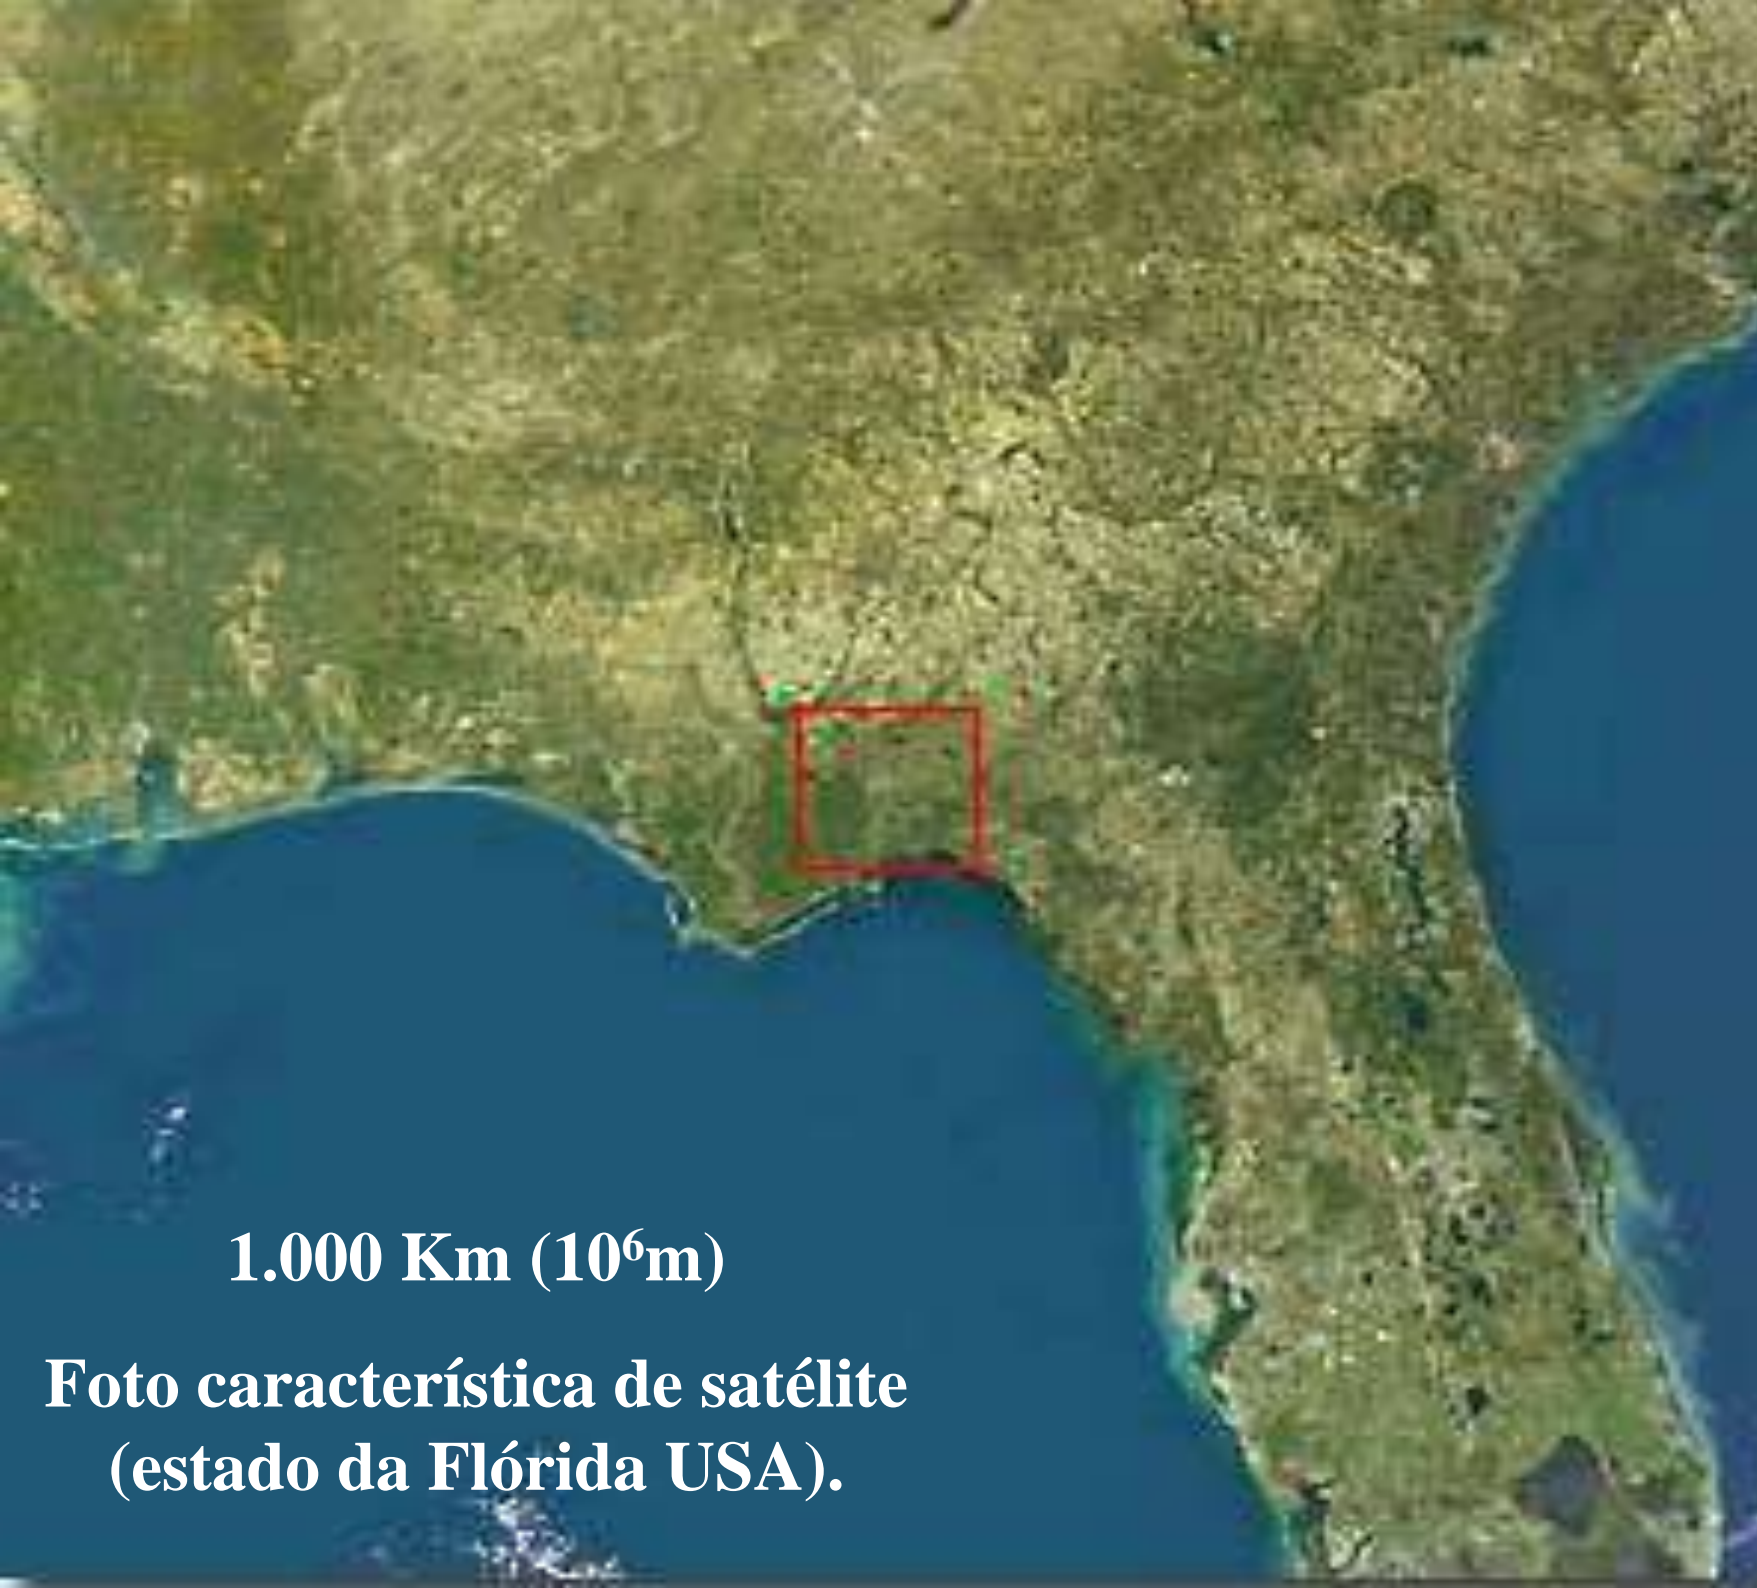 1.000 Km (10⁶m)
Foto característica de satélite
(estado da Flórida USA).